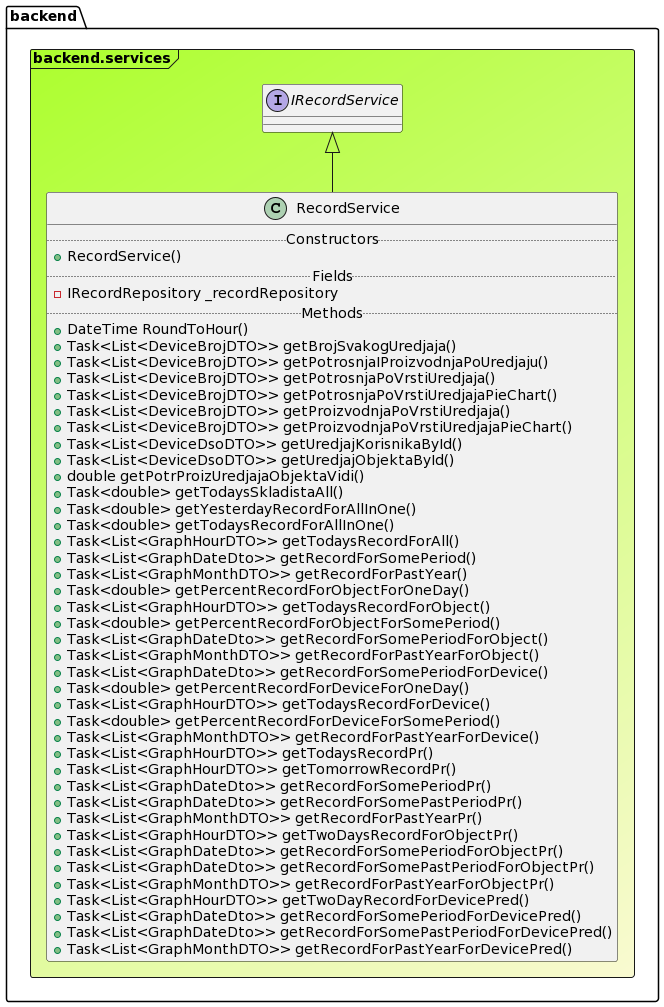 backend
backend.services
I IRecordService
C RecordService
Constructors
RecordService()
Fields
IRecordRepository _recordRepository
Methods
DateTime RoundToHour()
Task<List<DeviceBrojDTO>> getBrojSvakogUredjaja()
Task<List<DeviceBrojDTO>> getPotrosnjaIProizvodnjaPoUredjaju()
Task<List<DeviceBrojDTO>> getPotrosnjaPoVrstiUredjaja()
Task<List<DeviceBrojDTO>> getPotrosnjaPoVrstiUredjajaPieChart()
Task<List<DeviceBrojDTO>> getProizvodnjaPoVrstiUredjaja()
Task<List<DeviceBrojDTO>> getProizvodnjaPoVrstiUredjajaPieChart()
Task<List<DeviceDsoDTO>> getUredjajKorisnikaById()
Task<List<DeviceDsoDTO>> getUredjajObjektaById()
double getPotrProizUredjajaObjektaVidi()
Task<double> getTodaysSkladistaAll()
Task<double> getYesterdayRecordForAllInOne()
Task<double> getTodaysRecordForAllInOne()
Task<List<GraphHourDTO>> getTodaysRecordForAll()
Task<List<GraphDateDto>> getRecordForSomePeriod()
Task<List<GraphMonthDTO>> getRecordForPastYear()
Task<double> getPercentRecordForObjectForOneDay()
Task<List<GraphHourDTO>> getTodaysRecordForObject()
Task<double> getPercentRecordForObjectForSomePeriod()
Task<List<GraphDateDto>> getRecordForSomePeriodForObject()
Task<List<GraphMonthDTO>> getRecordForPastYearForObject()
Task<List<GraphDateDto>> getRecordForSomePeriodForDevice()
Task<double> getPercentRecordForDeviceForOneDay()
Task<List<GraphHourDTO>> getTodaysRecordForDevice()
Task<double> getPercentRecordForDeviceForSomePeriod()
Task<List<GraphMonthDTO>> getRecordForPastYearForDevice()
Task<List<GraphHourDTO>> getTodaysRecordPr()
Task<List<GraphHourDTO>> getTomorrowRecordPr()
Task<List<GraphDateDto>> getRecordForSomePeriodPr()
Task<List<GraphDateDto>> getRecordForSomePastPeriodPr()
Task<List<GraphMonthDTO>> getRecordForPastYearPr()
Task<List<GraphHourDTO>> getTwoDaysRecordForObjectPr()
Task<List<GraphDateDto>> getRecordForSomePeriodForObjectPr()
Task<List<GraphDateDto>> getRecordForSomePastPeriodForObjectPr()
Task<List<GraphMonthDTO>> getRecordForPastYearForObjectPr()
Task<List<GraphHourDTO>> getTwoDayRecordForDevicePred()
Task<List<GraphDateDto>> getRecordForSomePeriodForDevicePred()
Task<List<GraphDateDto>> getRecordForSomePastPeriodForDevicePred()
Task<List<GraphMonthDTO>> getRecordForPastYearForDevicePred()